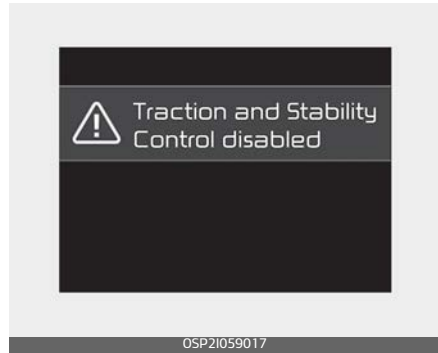 Traction and Stability
Control disabled
OSP2I059017